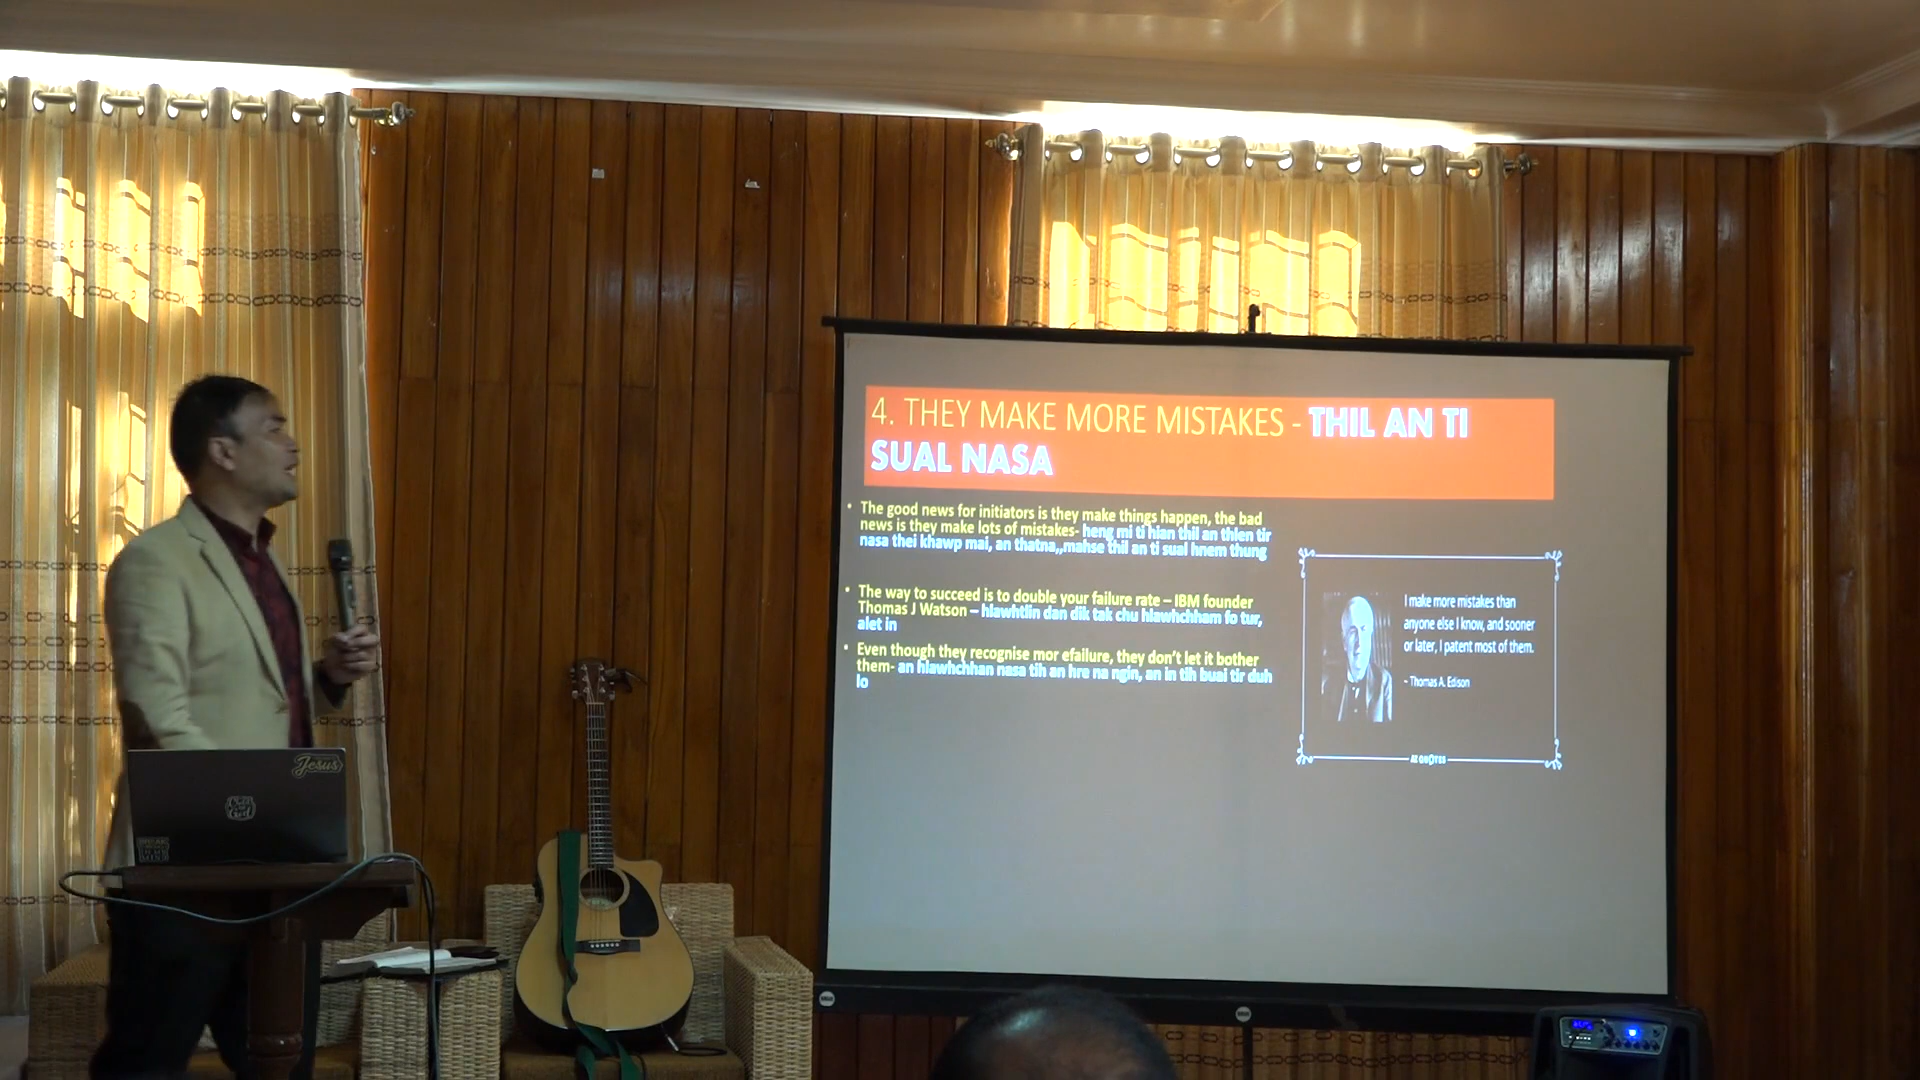 4. THEY MAKE MORE MISTAKES - THIL AN TI
SUAL NASA
• The good news for initiators is they make things happen, the bad
news is they make lots of mistakes- heng mi ti hian thil an thlen tir
nasa thei khawp mai, an thatna,,mahse thil an ti sual hnem thung
• The way to succeed is to double your failure rate – IBM founder
Thomas J Watson – hlawhtlin dan dik tak chu hlawhchham fo tur,
alet in
• Even though they recognise mor efailure, they don't let it bother
them- an hlawhchhan nasa tih an hre na ngin, an in tih buai tir duh
lo
I make more mistakes than
anyone else I know, and sooner
or later, I patent most of them.
~ Thomas A. Edison
AZ QUOTES
Jesus